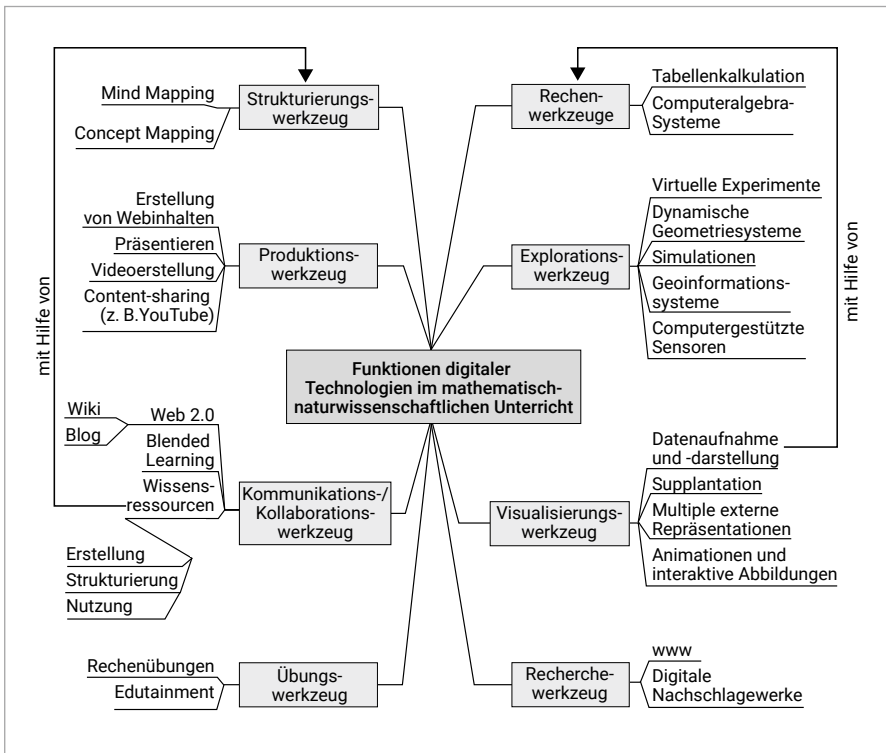 mit Hilfe von
Mind Mapping
Concept Mapping
Strukturierungs-
werkzeug
Erstellung
von Webinhalten
Präsentieren
Videoerstellung
Content-sharing
(z. B.YouTube)
Produktions-
werkzeug
Wiki
Blog
Web 2.0
Blended
Learning
Wissens-
ressourcen
Erstellung
Strukturierung
Nutzung
Kommunikations-/
Kollaborations-
werkzeug
Rechenübungen
Edutainment
Übungs-
werkzeug
Funktionen digitaler
Technologien im mathematisch-
naturwissenschaftlichen Unterricht
Rechen-
werkzeuge
Tabellenkalkulation
Computeralgebra-
Systeme
Explorations-
werkzeug
Virtuelle Experimente
Dynamische
Geometriesysteme
Simulationen
Geoinformations-
systeme
Computergestützte
Sensoren
mit Hilfe von
Visualisierungs-
werkzeug
Datenaufnahme
und -darstellung
Supplantation
Multiple externe
Repräsentationen
Animationen und
interaktive Abbildungen
Recherche-
werkzeug
www
Digitale
Nachschlagewerke